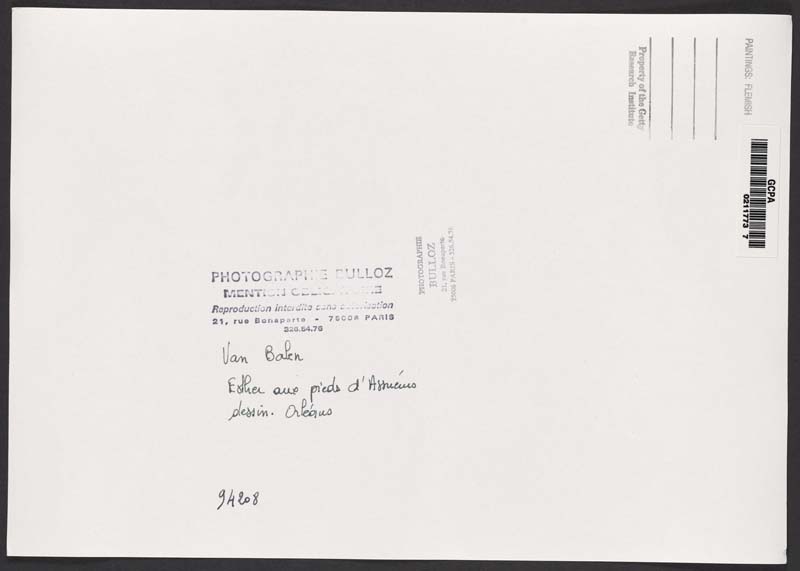 PAINTINGS: FLEMISH
Property of the Getty
Research Institute
GCPA
0211773 7
PHOTOGRAPHIE BULLOZ
MENTION OBLIGATOIRE
Reproduction interdite sans autorisation
21, rue Bonaparte - 75006 PARIS
326.54.76
PHOTOGRAPHIE
BULLOZ
21, rue Bonaparte
75006 PARIS - 326.54.76
Van Balen
Esther aux pieds d'Assuérus
dessin. Orléans
94208